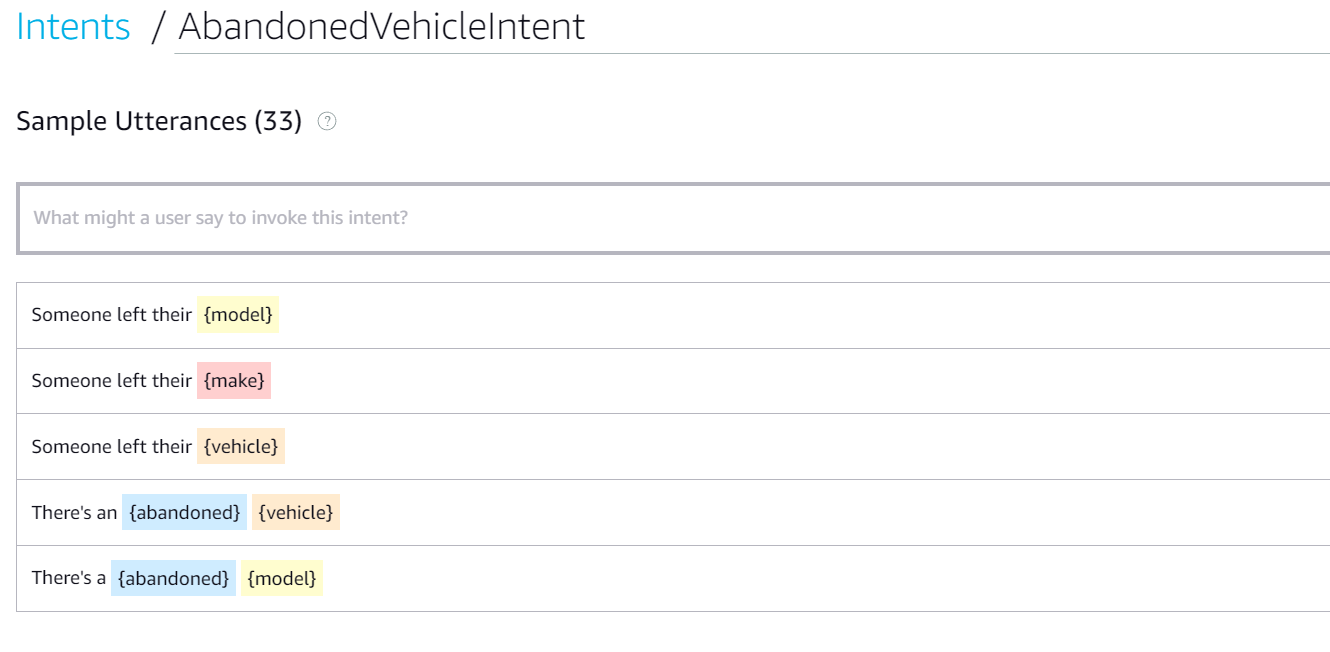 Intents / AbandonedVehicleIntent
Sample Utterances (33) ?
What might a user say to invoke this intent?
Someone left their {model}
Someone left their {make}
Someone left their {vehicle}
There's an {abandoned} {vehicle}
There's a {abandoned} {model}